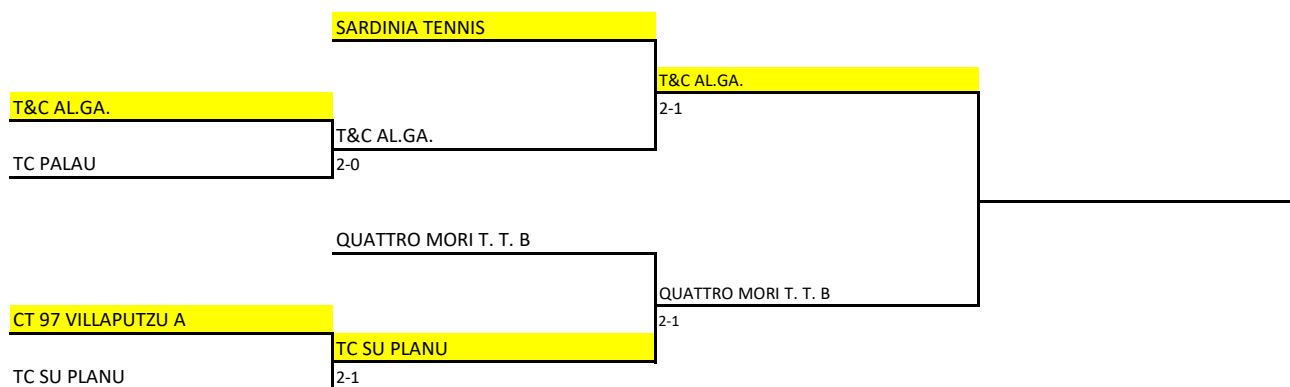 SARDINIA TENNIS
T&C AL.GA.
T&C AL.GA.
2-1
T&C AL.GA.
TC PALAU
2-0
QUATTRO MORI T. T. B
QUATTRO MORI T. T. B
CT 97 VILLAPUTZU A
2-1
TC SU PLANU
TC SU PLANU
2-1